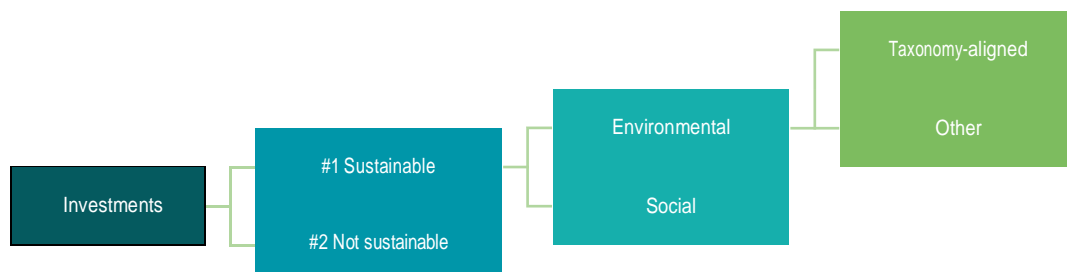 Taxonomy-aligned
Environmental
Other
#1 Sustainable
Investments
Social
#2 Not sustainable